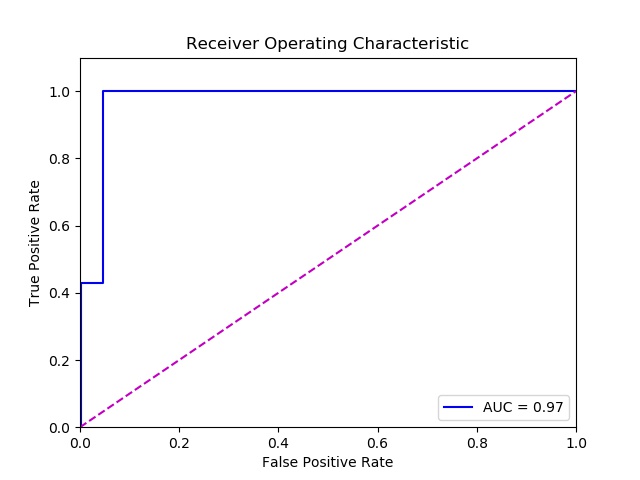 Receiver Operating Characteristic
True Positive Rate
1.0
0.8
0.6
0.4
0.2
0.0
AUC = 0.97
0.0 0.2 0.4 0.6 0.8 1.0
False Positive Rate